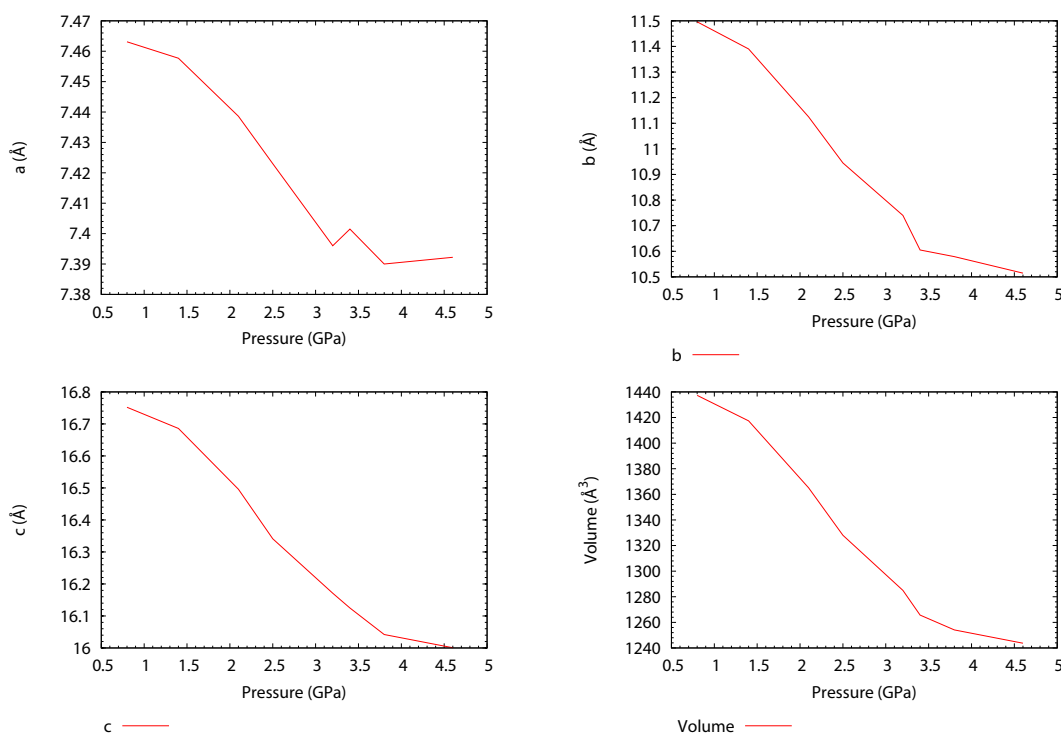 7.47
7.46
7.45
7.44
7.43
7.42
7.41
7.4
7.39
7.38
a (Å)
0.5 1 1.5 2 2.5 3 3.5 4 4.5 5
Pressure (GPa)
11.5
11.4
11.3
11.2
11.1
11
10.9
10.8
10.7
10.6
10.5
b (Å)
0.5 1 1.5 2 2.5 3 3.5 4 4.5 5
Pressure (GPa)
b
16.8
16.7
16.6
16.5
16.4
16.3
16.2
16.1
16
c (Å)
0.5 1 1.5 2 2.5 3 3.5 4 4.5 5
Pressure (GPa)
c
1440
1420
1400
1380
1360
1340
1320
1300
1280
1260
1240
Volume (Å³)
0.5 1 1.5 2 2.5 3 3.5 4 4.5 5
Pressure (GPa)
Volume